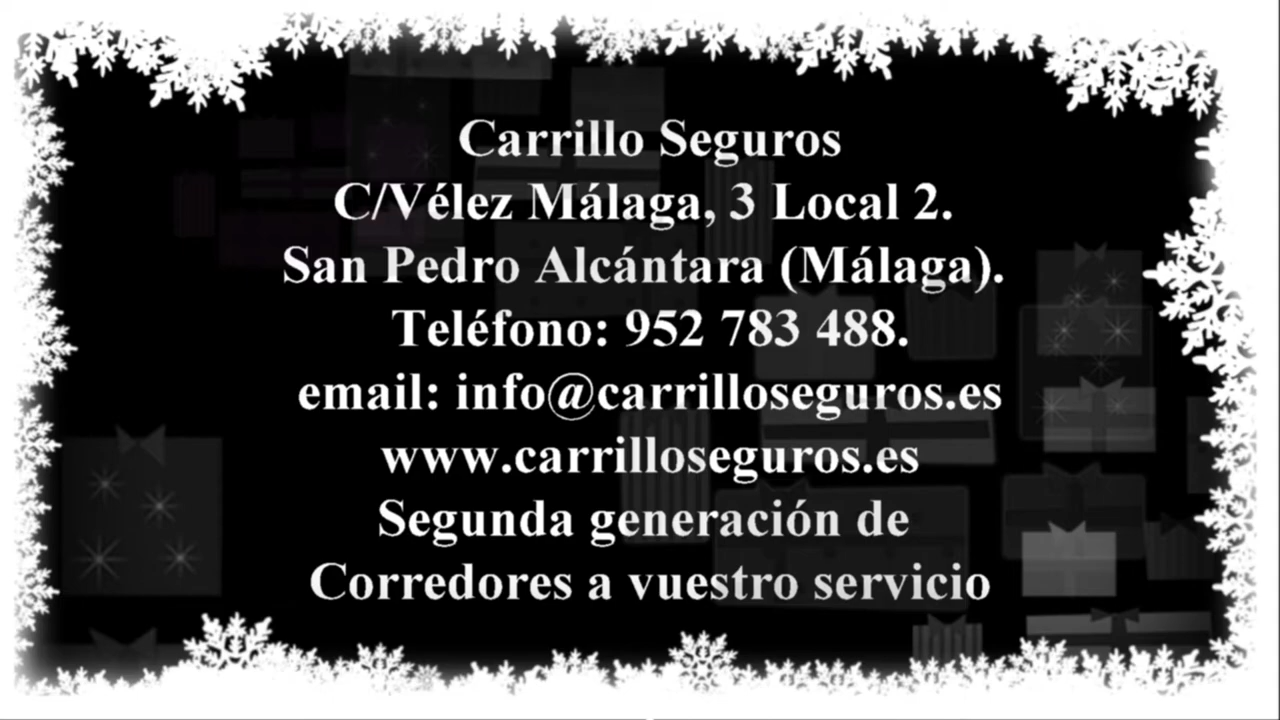 Carrillo Seguros
C/Vélez Málaga, 3 Local 2.
San Pedro Alcántara (Málaga).
Teléfono: 952 783 488.
email: info@carrilloseguros.es
www.carrilloseguros.es
Segunda generación de
Corredores a vuestro servicio